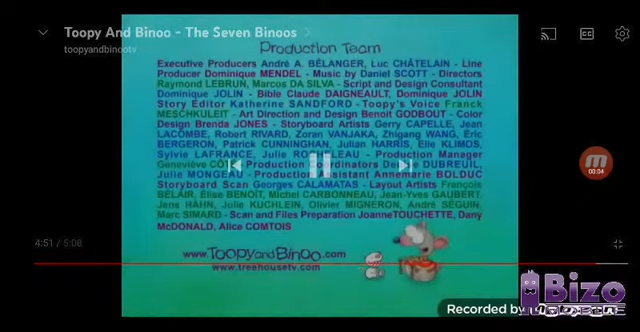 Toopy And Binoo - The Seven Binoos
toopyandbinootv
Production Team
Executive Producers André A. BÉLANGER, Luc CHÂTELAIN - Line
Producer Dominique MENDEL - Music by Daniel SCOTT - Directors
Raymond LEBRUN, Marcos DA SILVA - Script and Design Consultant
Dominique JOLIN - Bible Claude DAIGNEAULT, Dominique JOLIN
Story Editor Katherine SANDFORD - Toopy's Voice Franck
MESCHKULEIT - Art Direction and Design Benoit GODBOUT - Color
Design Brenda JONES - Storyboard Artists Gerry CAPELLE, Jean
LACOMBE, Robert RIVARD, Zoran VANJAKA, Zhigang WANG, Éric
BERGERON, Patrick CUNNINGHAN, Julian HARRIS, Elie KLIMOS,
Sylvie LAFRANCE, Julie - Production Manager
Geneviève Production Coordinators DUBREUIL,
Julie MONGEAU - Production Assistant Annemarie BOLDUC
Storyboard Scan Georges CALAMATAS - Layout Artists François
BÉLAIR, Élise BENOÎT, Michel CARBONNEAU, Jean-Yves GAUBERT,
Jens HAHN, Julie KUCHLEIN, Olivier MIGNERON, André SÉGUIN,
Marc SIMARD - Scan and Files Preparation JoanneTOUCHETTE, Dany
McDONALD, Alice COMTOIS
www.ToopyandBinoo.com
www.treehousetv.com
00:04
4:51 / 5:08
Bizo
Recorded by